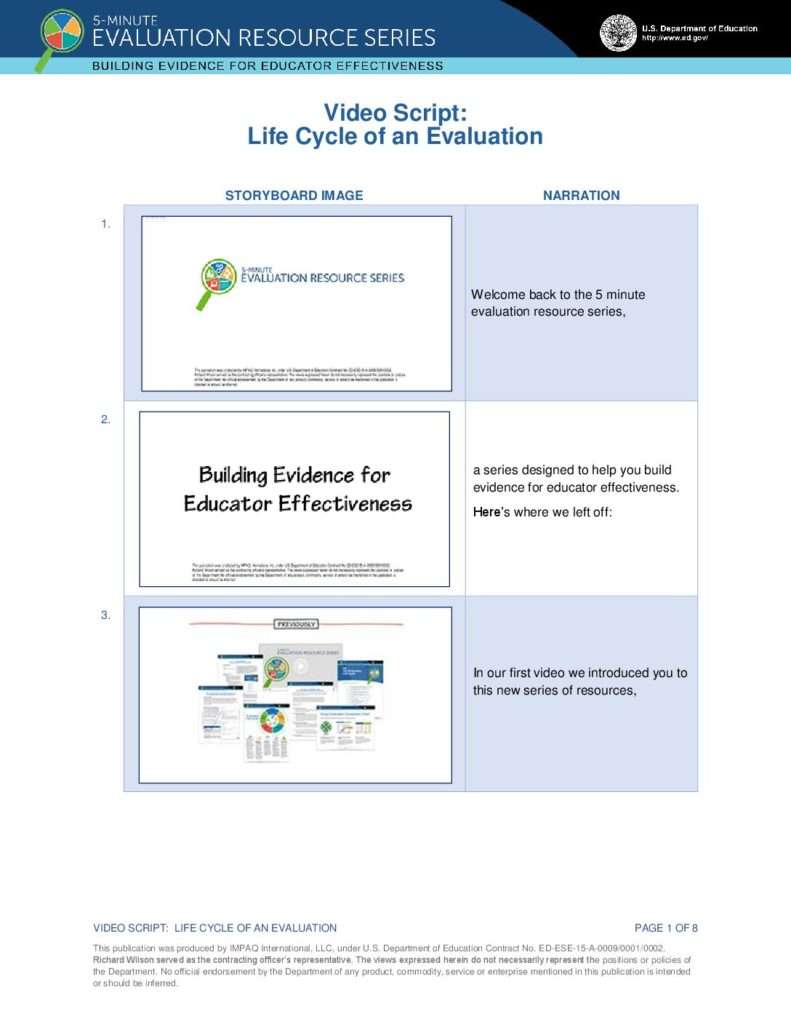 5-MINUTE
EVALUATION RESOURCE SERIES
BUILDING EVIDENCE FOR EDUCATOR EFFECTIVENESS
U.S. Department of Education
http://www.ed.gov/
Video Script:
Life Cycle of an Evaluation
STORYBOARD IMAGE
NARRATION
1.
5-MINUTE
EVALUATION RESOURCE SERIES
Welcome back to the 5 minute
evaluation resource series,
2.
Building Evidence for
Educator Effectiveness
a series designed to help you build
evidence for educator effectiveness.
Here's where we left off:
3.
PREVIOUSLY
EVALUATION RESOURCE SERIES
In our first video we introduced you to
this new series of resources,
VIDEO SCRIPT: LIFE CYCLE OF AN EVALUATION
PAGE 1 OF 8
This publication was produced by IMPAQ International, LLC, under U.S. Department of Education Contract No. ED-ESE-15-A-0009/0001/0002.
Richard Wilson served as the contracting officer's representative. The views expressed herein do not necessarily represent the positions or policies of
the Department. No official endorsement by the Department of any product, commodity, service or enterprise mentioned in this publication is intended
or should be inferred.